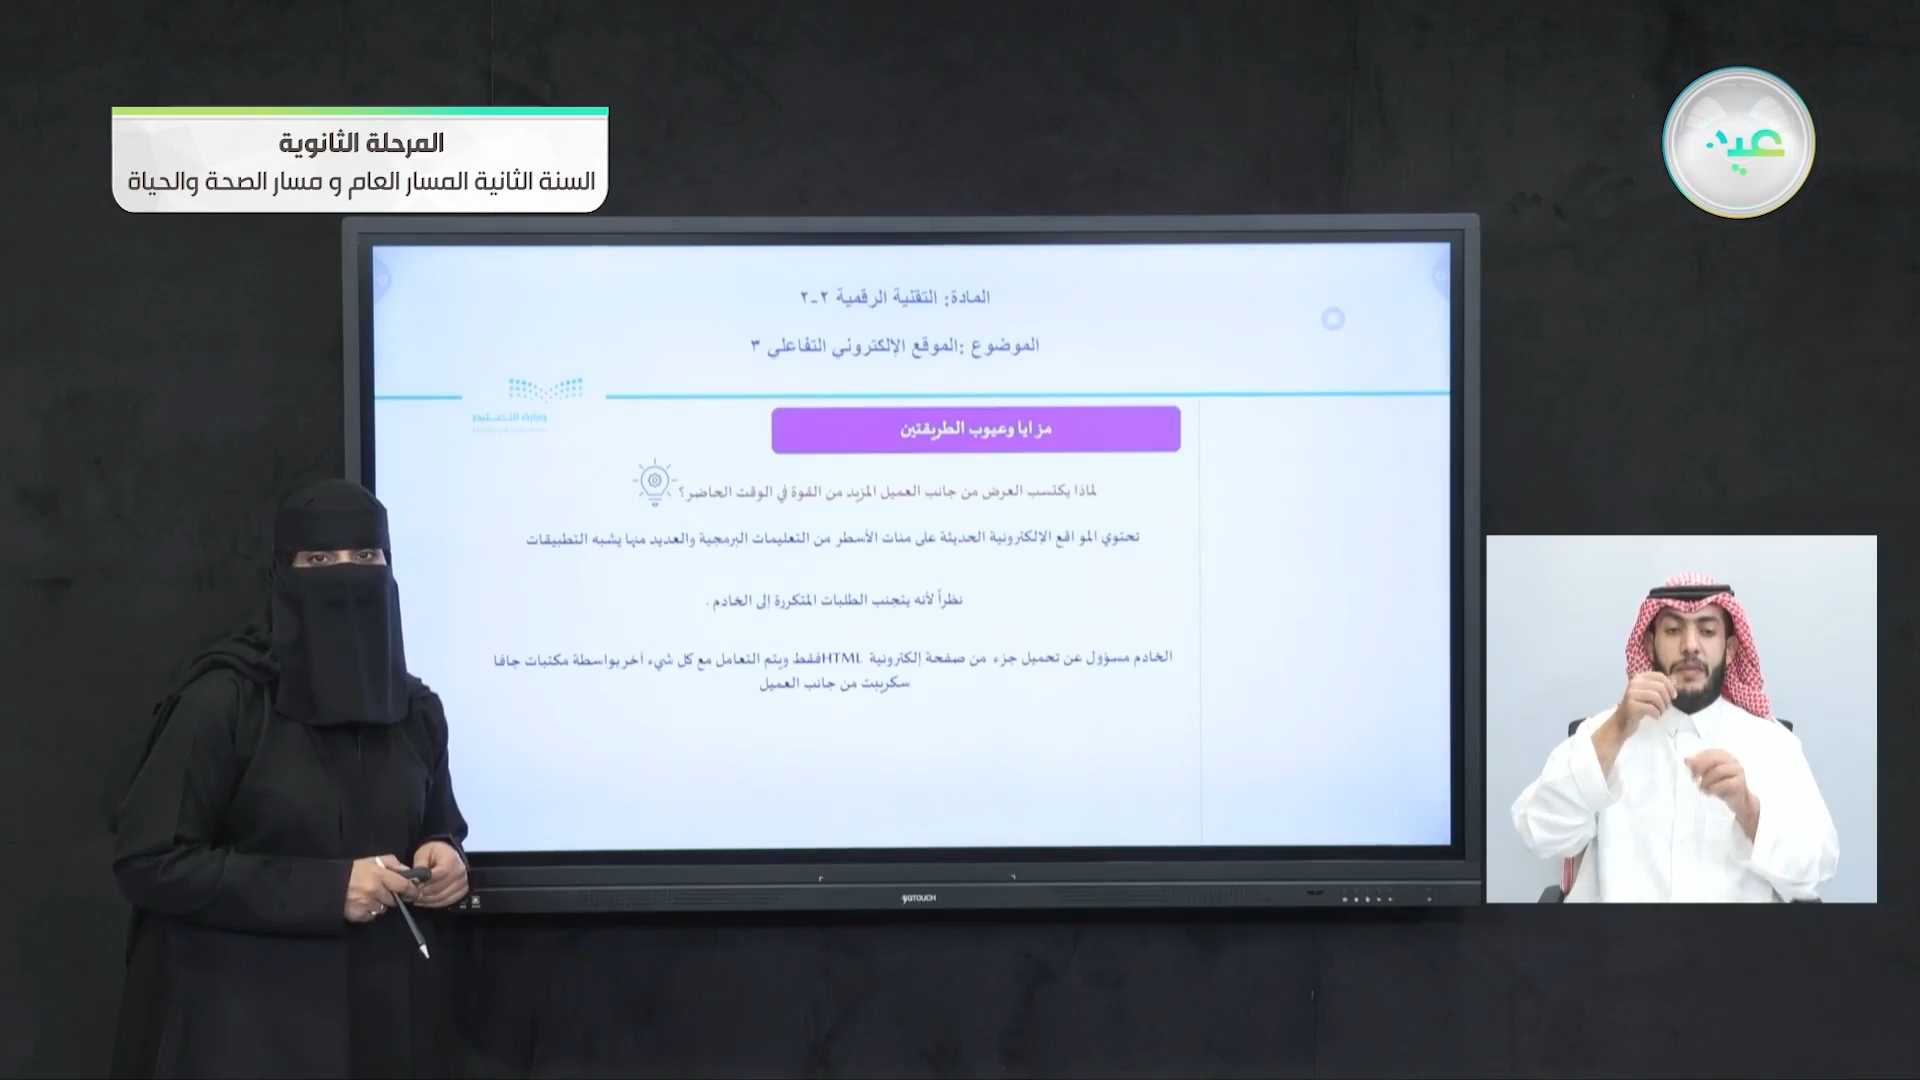 المرحلة الثانوية
السنة الثانية المسار العام و مسار الصحة والحياة
عين
المادة: التقنية الرقمية ٢-٢
الموضوع :الموقع الإلكتروني التفاعلي ٣
وزارة التعليم
مزايا وعيوب الطريقتين
لماذا يكتسب العرض من جانب العميل المزيد من القوة في الوقت الحاضر؟
تحتوي المواقع الإلكترونية الحديثة على مئات الأسطر من التعليمات البرمجية والعديد منها يشبه التطبيقات
نظراً لأنه يتجنب الطلبات المتكررة إلى الخادم .
الخادم مسؤول عن تحميل جزء من صفحة إلكترونية HTMLفقط ويتم التعامل مع كل شيء آخر بواسطة مكتبات جافا
سكريبت من جانب العميل